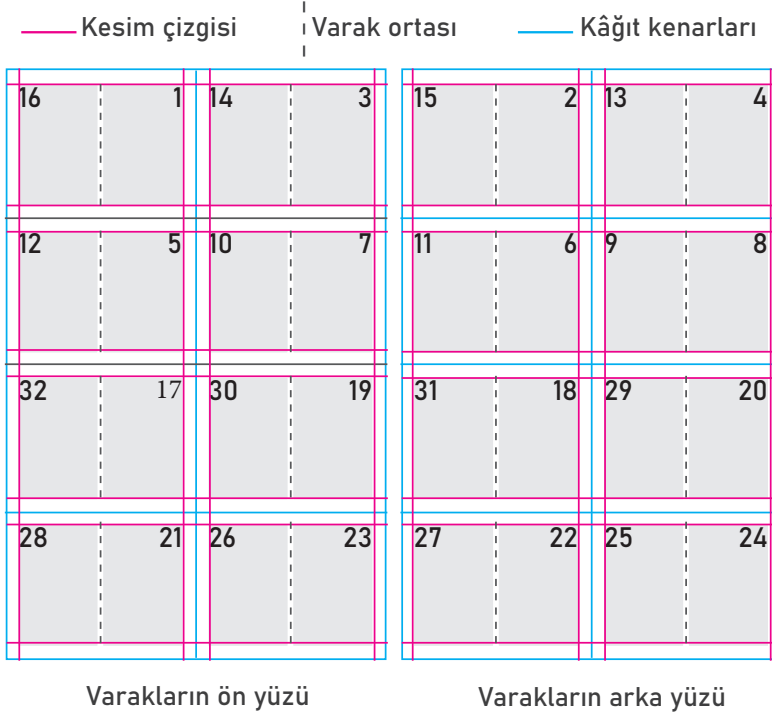 Kesim çizgisi Varak ortası Kâğıt kenarları
16 1 14 3 15 2 13 4
12 5 10 7 11 6 9 8
32 17 30 19 31 18 29 20
28 21 26 23 27 22 25 24
Varakların ön yüzü Varakların arka yüzü